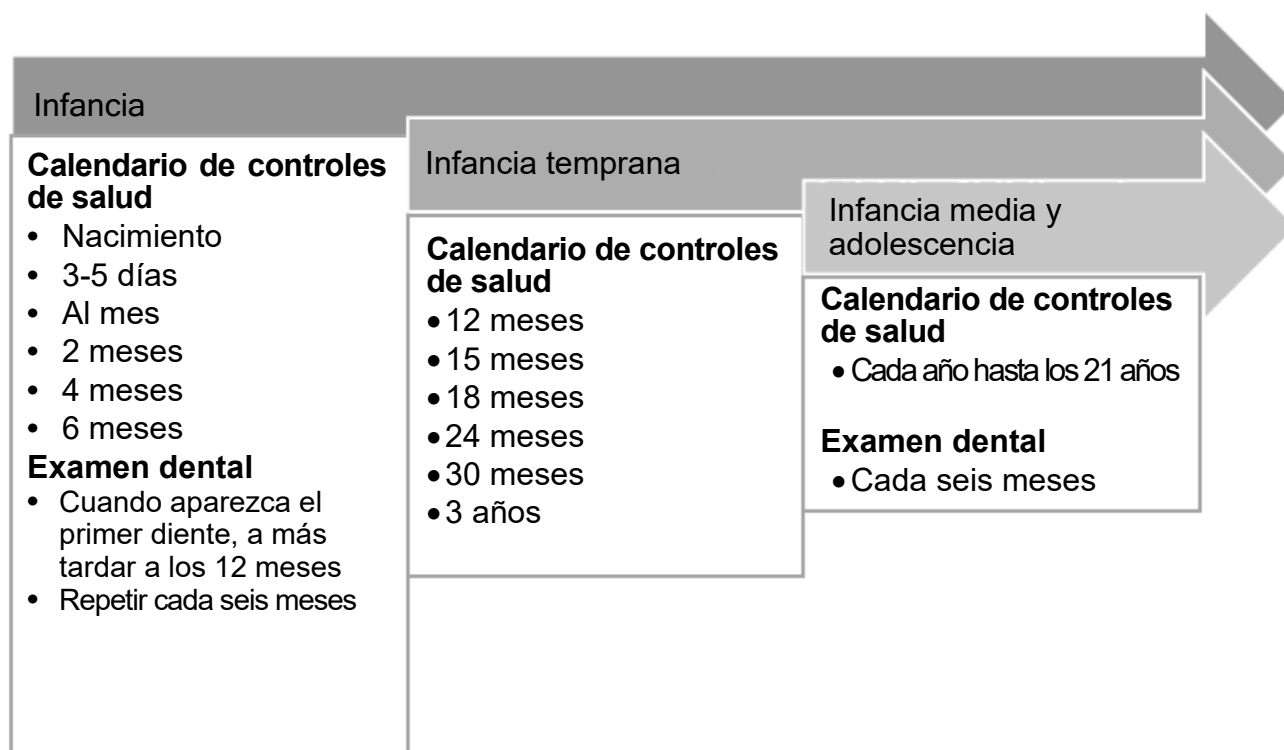 Infancia
Calendario de controles
de salud
• Nacimiento
• 3-5 días
• Al mes
• 2 meses
• 4 meses
• 6 meses
Examen dental
• Cuando aparezca el
primer diente, a más
tardar a los 12 meses
• Repetir cada seis meses
Infancia temprana
Calendario de controles
de salud
• 12 meses
• 15 meses
• 18 meses
• 24 meses
• 30 meses
• 3 años
Infancia media y
adolescencia
Calendario de controles
de salud
• Cada año hasta los 21 años
Examen dental
• Cada seis meses